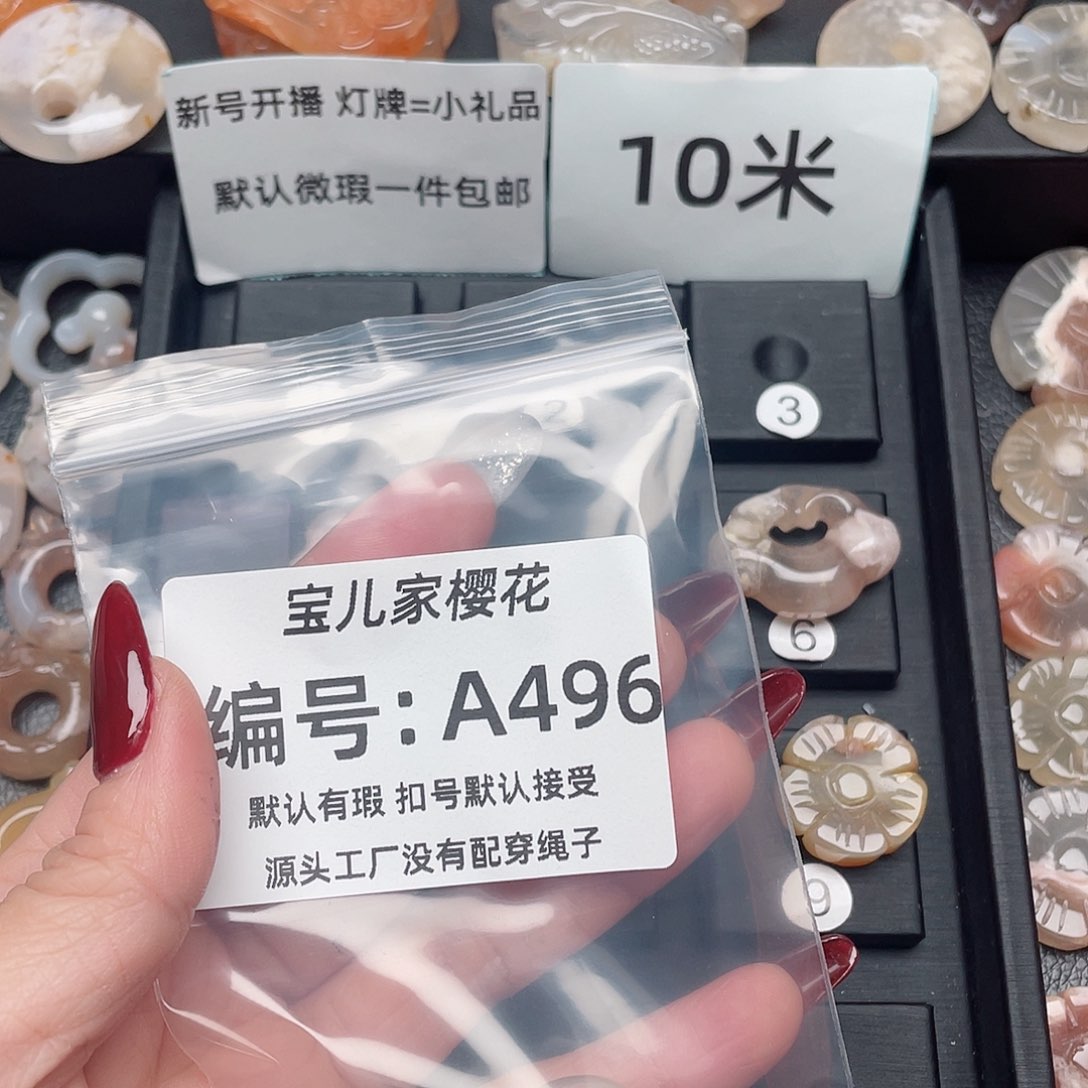 新号开播 灯牌=小礼品
默认微瑕一件包邮
10米
2
3
6
9
宝儿家樱花
编号:A496
默认有瑕 扣号默认接受
源头工厂没有配穿绳子